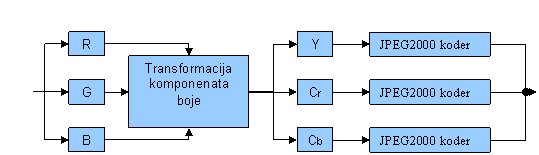 R
Y
JPEG2000 koder
Transformacija
komponenata
boje
G
Cr
JPEG2000 koder
B
Cb
JPEG2000 koder